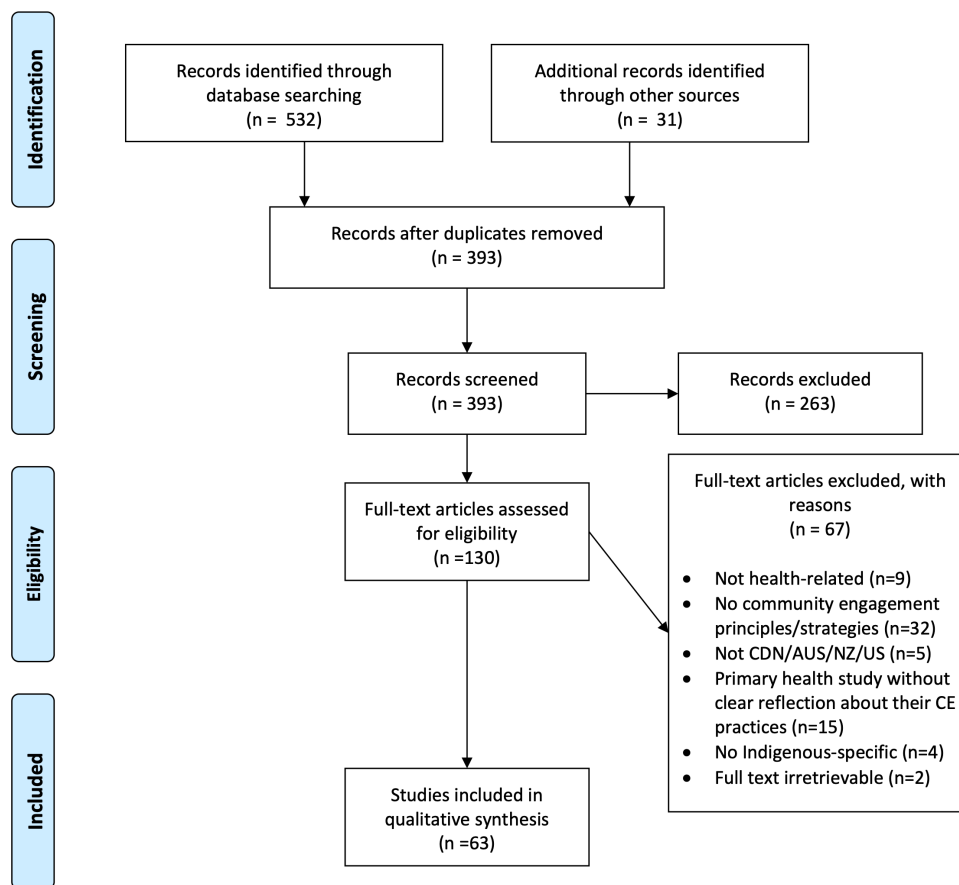 Identification
Records identified through
database searching
(n =  532)
Additional records identified
through other sources
(n =  31)
Records after duplicates removed
(n = 393)
Screening
Records screened
(n = 393)
Records excluded
(n = 263)
Eligibility
Full-text articles assessed
for eligibility
(n =130)
Full-text articles excluded, with
reasons
(n = 67)
• Not health-related (n=9)
• No community engagement
principles/strategies (n=32)
• Not CDN/AUS/NZ/US (n=5)
• Primary health study without
clear reflection about their CE
practices (n=15)
• No Indigenous-specific (n=4)
• Full text irretrievable (n=2)
Included
Studies included in
qualitative synthesis
(n =63)